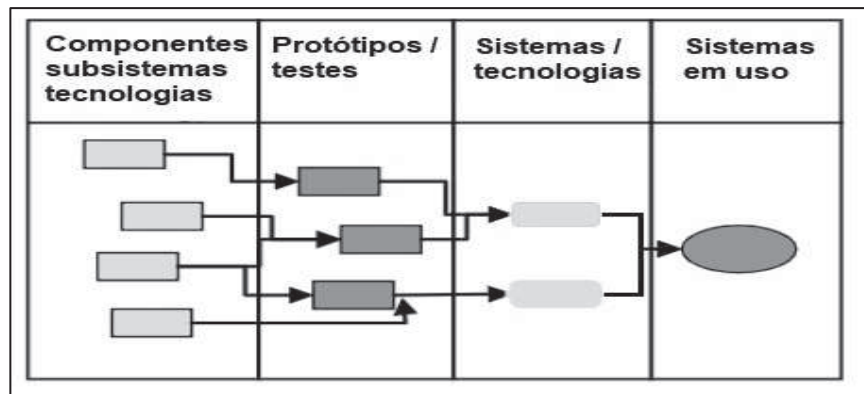 Componentes
subsistemas
tecnologias
Protótipos /
testes
Sistemas /
tecnologias
Sistemas
em uso